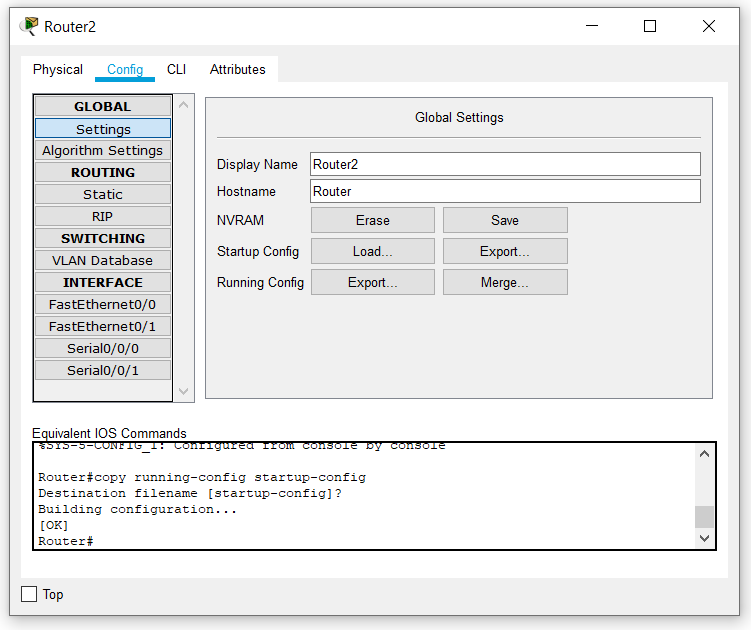 Router2
Physical Config CLI Attributes
GLOBAL
Settings
Algorithm Settings
ROUTING
Static
RIP
SWITCHING
VLAN Database
INTERFACE
FastEthernet0/0
FastEthernet0/1
Serial0/0/0
Serial0/0/1
Global Settings
Display Name Router2
Hostname Router
NVRAM Erase Save
Startup Config Load... Export...
Running Config Export... Merge...
Equivalent IOS Commands
%SYS-5-CONFIG_I: Configured from console by console
Router#copy running-config startup-config
Destination filename [startup-config]?
Building configuration...
[OK]
Router#
Top